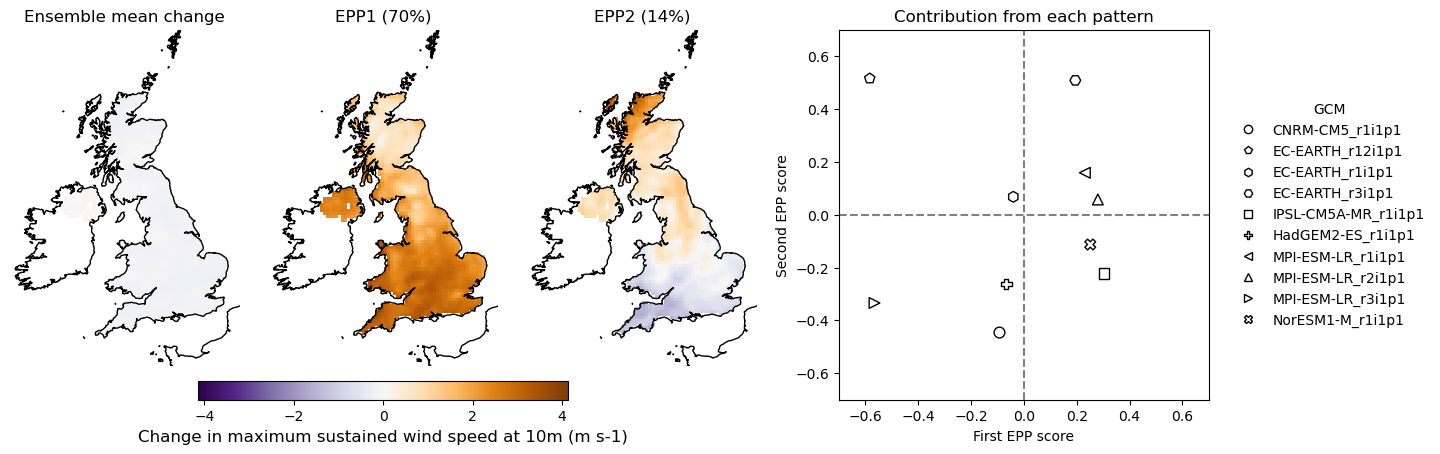 Ensemble mean change
EPP1 (70%)
EPP2 (14%)
−4
−2
0
2
4
Change in maximum sustained wind speed at 10m (m s-1)
Contribution from each pattern
Second EPP score
0.6
0.4
0.2
0.0
−0.2
−0.4
−0.6
−0.6
−0.4
−0.2
0.0
0.2
0.4
0.6
First EPP score
GCM
CNRM-CM5_r1i1p1
EC-EARTH_r12i1p1
EC-EARTH_r1i1p1
EC-EARTH_r3i1p1
IPSL-CM5A-MR_r1i1p1
HadGEM2-ES_r1i1p1
MPI-ESM-LR_r1i1p1
MPI-ESM-LR_r2i1p1
MPI-ESM-LR_r3i1p1
NorESM1-M_r1i1p1